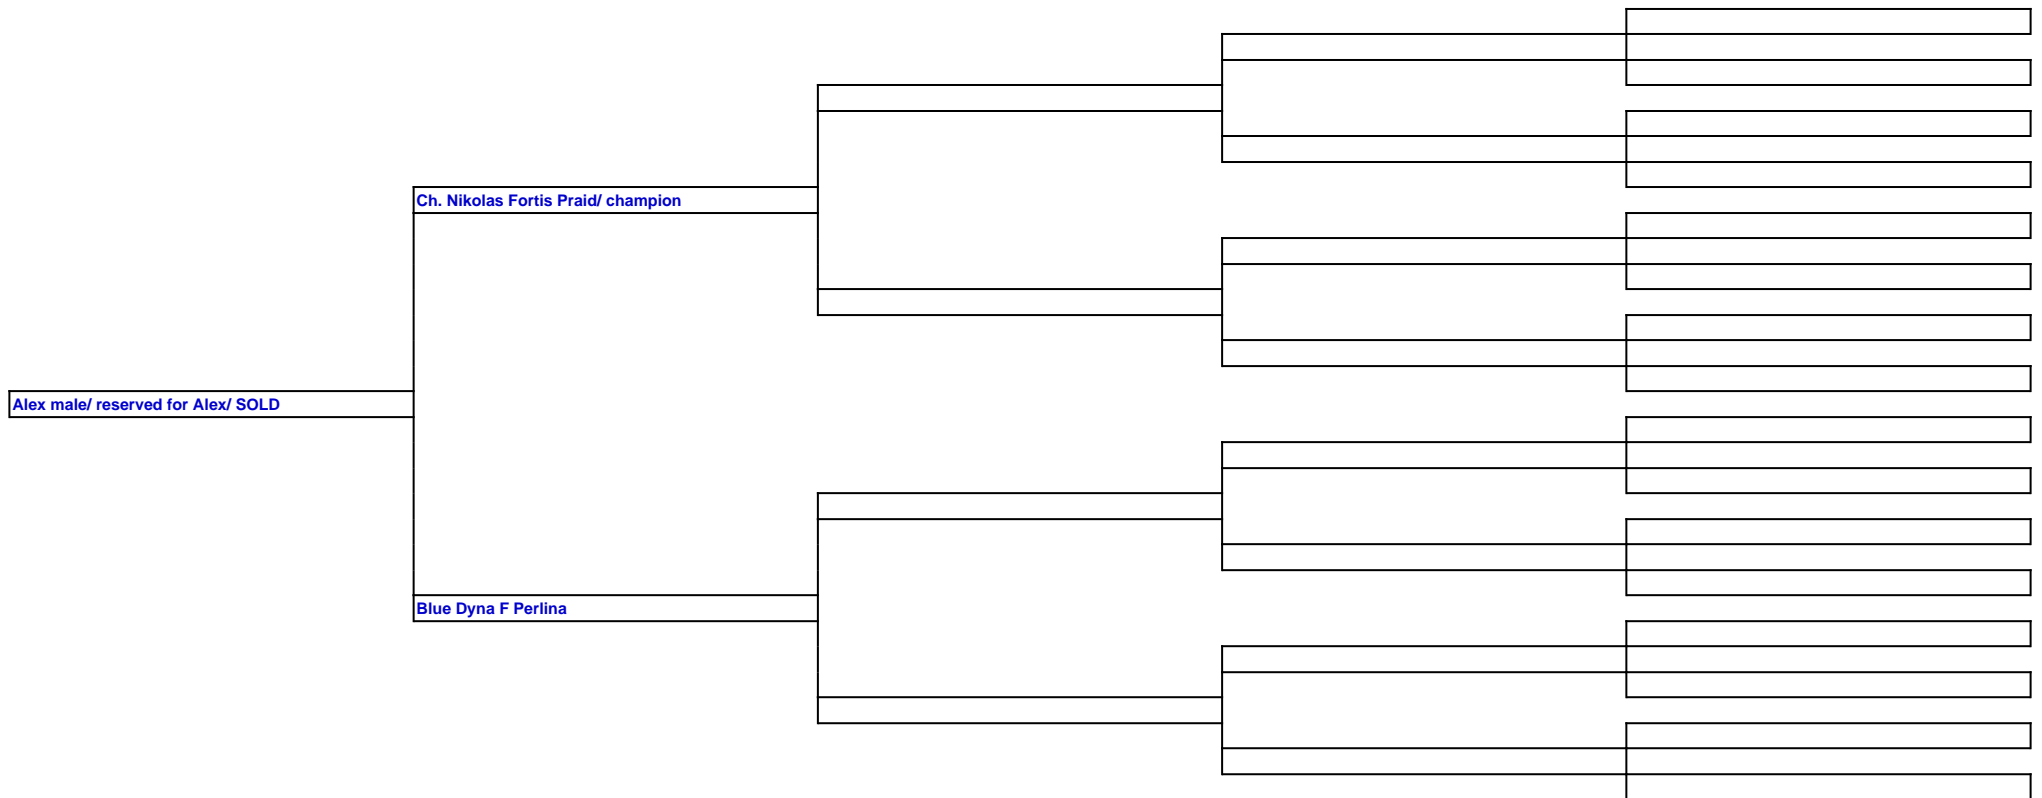 Ch. Nikolas Fortis Praid/ champion
Alex male/ reserved for Alex/ SOLD
Blue Dyna F Perlina